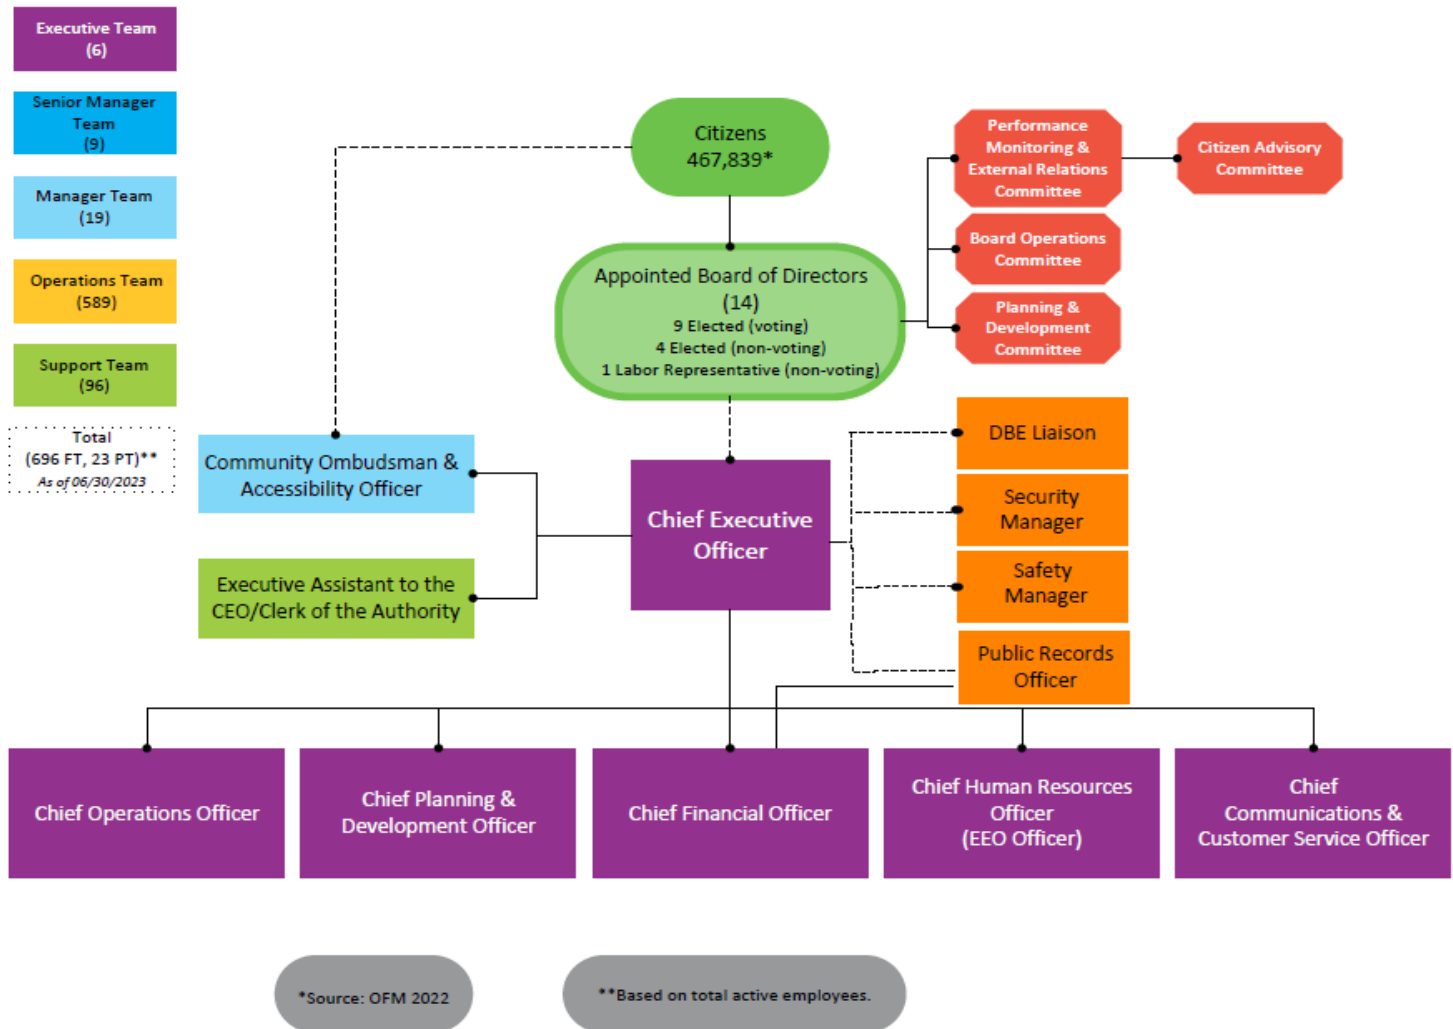 Executive Team
(6)
Senior Manager
Team
(9)
Manager Team
(19)
Operations Team
(589)
Support Team
(96)
Total
(696 FT, 23 PT)**
As of 06/30/2023
Citizens
467,839*
Appointed Board of Directors
(14)
9 Elected (voting)
4 Elected (non-voting)
1 Labor Representative (non-voting)
Performance
Monitoring &
External Relations
Committee
Citizen Advisory
Committee
Board Operations
Committee
Planning &
Development
Committee
Community Ombudsman &
Accessibility Officer
Executive Assistant to the
CEO/Clerk of the Authority
Chief Executive
Officer
DBE Liaison
Security
Manager
Safety
Manager
Public Records
Officer
Chief Operations Officer
Chief Planning &
Development Officer
Chief Financial Officer
Chief Human Resources
Officer
(EEO Officer)
Chief
Communications &
Customer Service Officer
*Source: OFM 2022
**Based on total active employees.